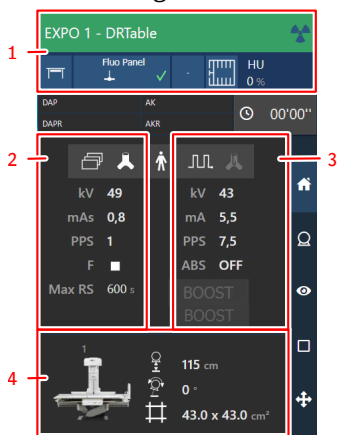 EXPO 1 - DRTable
1
Fluo Panel
-
HU
0 %
DAP
AK
00'00''
DAPR
AKR
2
3
kV 49
kV 43
mAs 0,8
mA 5,5
PPS 1
PPS 7,5
F
ABS OFF
Max RS 600 s
BOOST
BOOST
4
1
115 cm
0 °
43.0 x 43.0 cm²